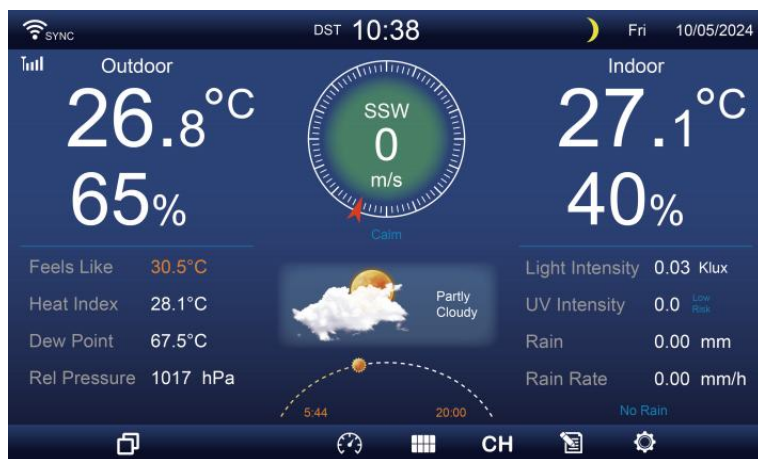 SYNC
DST 10:38
Fri 10/05/2024
Outdoor
26.8°C
65%
Feels Like 30.5°C
Heat Index 28.1°C
Dew Point 67.5°C
Rel Pressure 1017 hPa
SSW
0
m/s
Calm
Partly
Cloudy
5:44 20:00
Indoor
27.1°C
40%
Light Intensity 0.03 Klux
UV Intensity 0.0 Low
Risk
Rain 0.00 mm
Rain Rate 0.00 mm/h
No Rain
CH